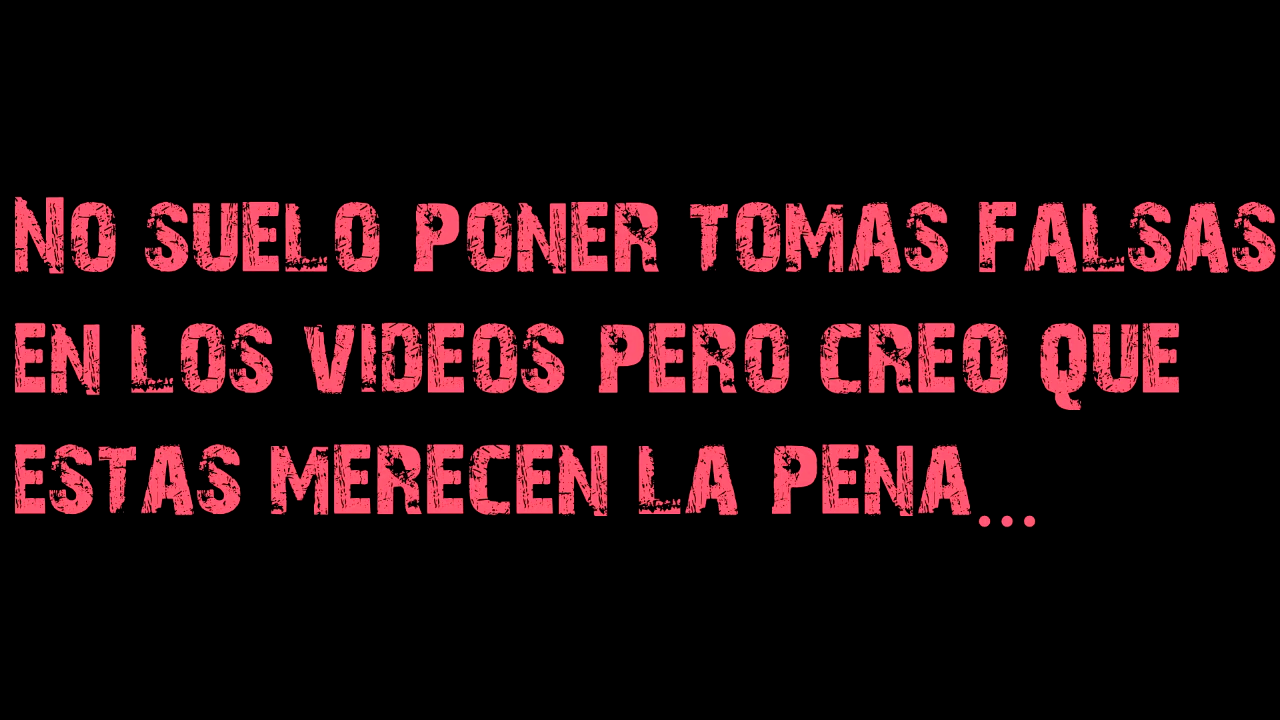 No suelo poner tomas falsas
en los videos pero creo que
estas merecen la pena...